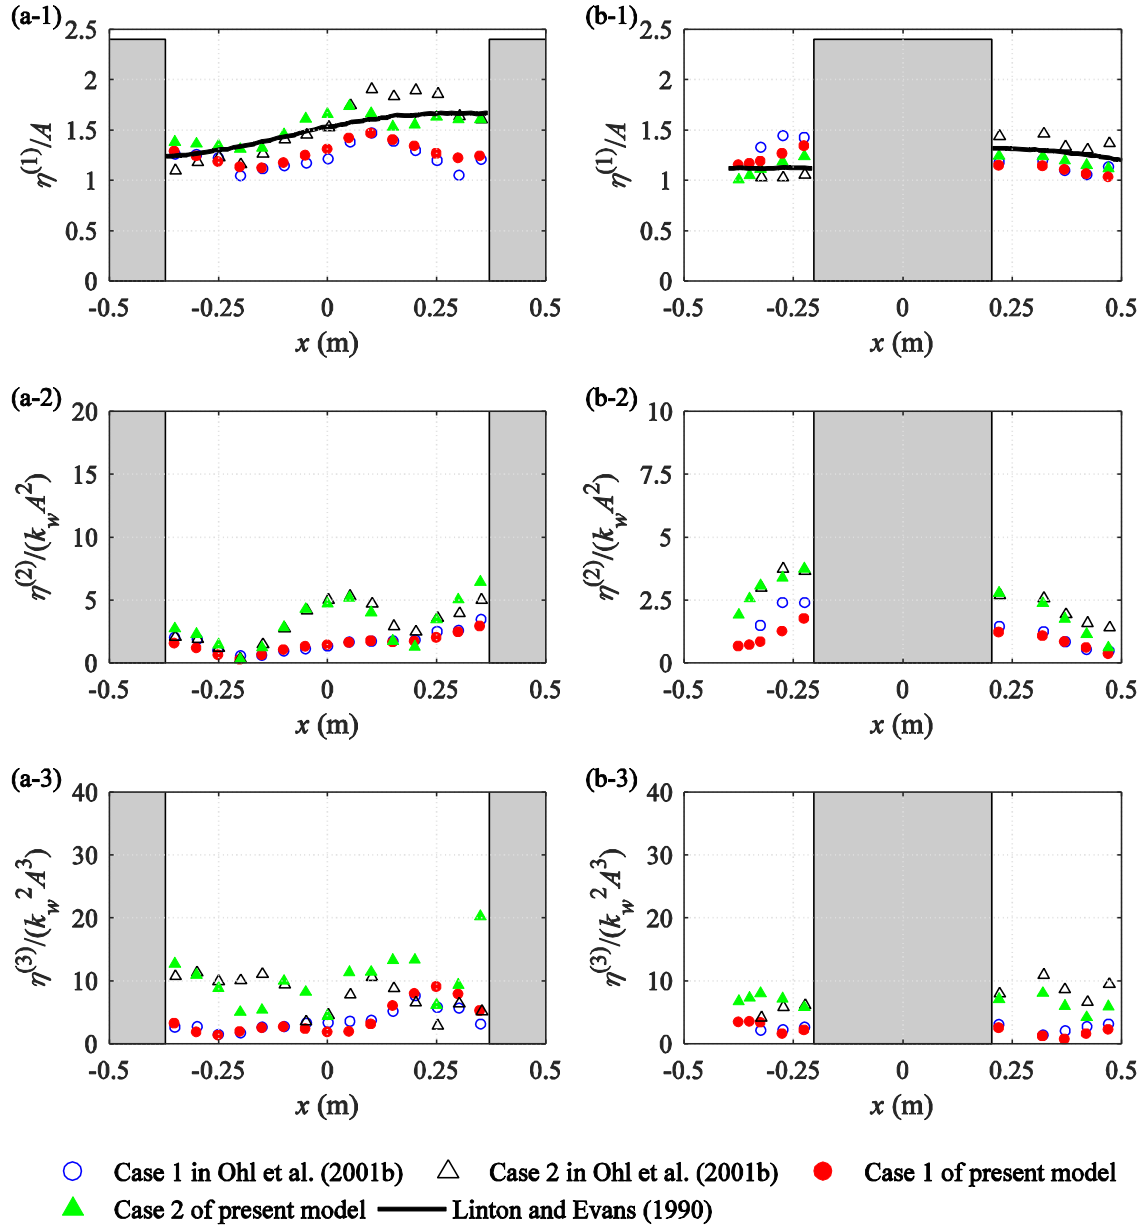 (a-1)
(b-1)
2.5
2
1.5
1
0.5
0
η(1)/A
-0.5 -0.25 0 0.25 0.5
x (m)
2.5
2
1.5
1
0.5
0
η(1)/A
-0.5 -0.25 0 0.25 0.5
x (m)
(a-2)
(b-2)
20
15
10
5
0
η(2)/(kwA2)
-0.5 -0.25 0 0.25 0.5
x (m)
10
7.5
5
2.5
0
η(2)/(kwA2)
-0.5 -0.25 0 0.25 0.5
x (m)
(a-3)
(b-3)
40
30
20
10
0
η(3)/(kw2A3)
-0.5 -0.25 0 0.25 0.5
x (m)
40
30
20
10
0
η(3)/(kw2A3)
-0.5 -0.25 0 0.25 0.5
x (m)
Case 1 in Ohl et al. (2001b) Case 2 in Ohl et al. (2001b) Case 1 of present model
Case 2 of present model Linton and Evans (1990)